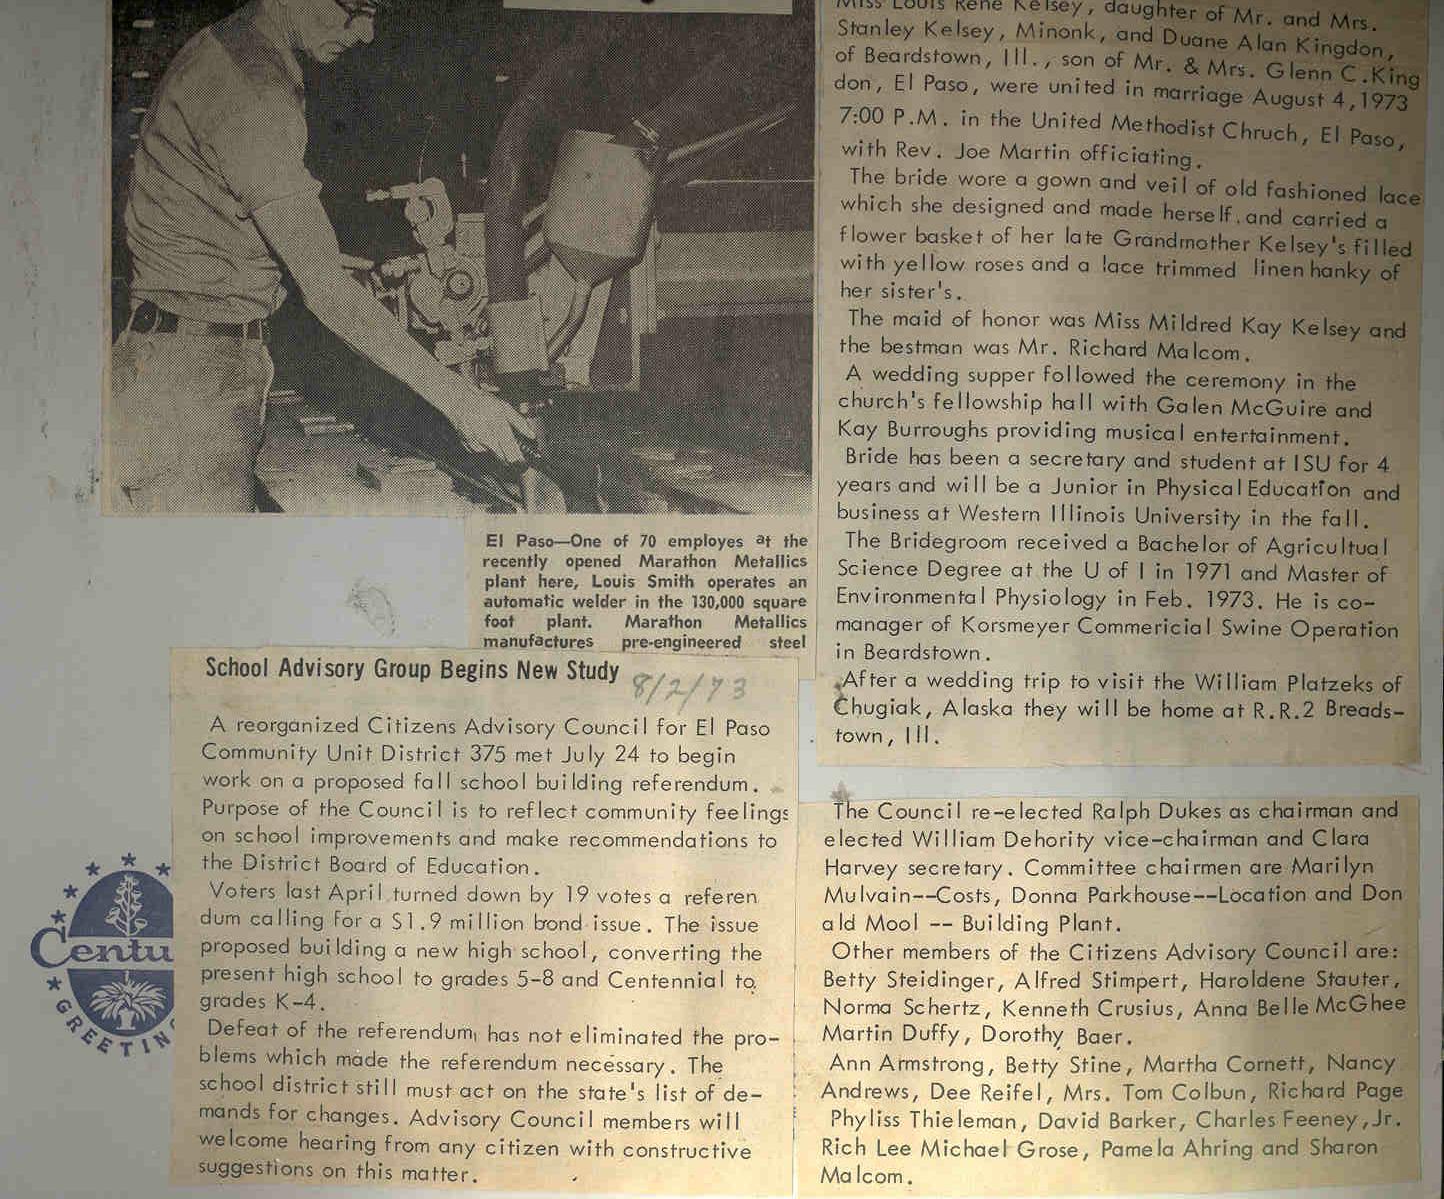 Miss Louis Rene Kelsey, daughter of Mr. and Mrs.
Stanley Kelsey, Minonk, and Duane Alan Kingdon,
of Beardstown, Ill., son of Mr. & Mrs. Glenn C.King
don, El Paso, were united in marriage August 4,1973
7:00 P.M. in the United Methodist Chruch, El Paso,
with Rev. Joe Martin officiating.
The bride wore a gown and veil of old fashioned lace
which she designed and made herself.and carried a
flower basket of her late Grandmother Kelsey's filled
with yellow roses and a lace trimmed linen hanky of
her sister's.
The maid of honor was Miss Mildred Kay Kelsey and
the bestman was Mr. Richard Malcom.
A wedding supper followed the ceremony in the
church's fellowship hall with Galen McGuire and
Kay Burroughs providing musical entertainment.
Bride has been a secretary and student at ISU for 4
years and will be a Junior in Physical Education and
business at Western Illinois University in the fall.
The Bridegroom received a Bachelor of Agricultual
Science Degree at the U of I in 1971 and Master of
Environmental Physiology in Feb. 1973. He is co-
manager of Korsmeyer Commericial Swine Operation
in Beardstown.
After a wedding trip to visit the William Platzeks of
Chugiak, Alaska they will be home at R.R.2 Breads-
town, Ill.
El Paso—One of 70 employes at the
recently opened Marathon Metallics
plant here, Louis Smith operates an
automatic welder in the 130,000 square
foot plant. Marathon Metallics
manufactures pre-engineered steel
School Advisory Group Begins New Study
8/2/73
A reorganized Citizens Advisory Council for El Paso
Community Unit District 375 met July 24 to begin
work on a proposed fall school building referendum.
Purpose of the Council is to reflect community feelings
on school improvements and make recommendations to
the District Board of Education.
Voters last April turned down by 19 votes a referen
dum calling for a $1.9 million bond issue. The issue
proposed building a new high school, converting the
present high school to grades 5-8 and Centennial to
grades K-4.
Defeat of the referendum, has not eliminated the pro-
blems which made the referendum necessary. The
school district still must act on the state's list of de-
mands for changes. Advisory Council members will
welcome hearing from any citizen with constructive
suggestions on this matter.
The Council re-elected Ralph Dukes as chairman and
elected William Dehority vice-chairman and Clara
Harvey secretary. Committee chairmen are Marilyn
Mulvain--Costs, Donna Parkhouse--Location and Don
ald Mool -- Building Plant.
Other members of the Citizens Advisory Council are:
Betty Steidinger, Alfred Stimpert, Haroldene Stauter,
Norma Schertz, Kenneth Crusius, Anna Belle McGhee
Martin Duffy, Dorothy Baer.
Ann Armstrong, Betty Stine, Martha Cornett, Nancy
Andrews, Dee Reifel, Mrs. Tom Colbun, Richard Page
Phyliss Thieleman, David Barker, Charles Feeney,Jr.
Rich Lee Michael Grose, Pamela Ahring and Sharon
Malcom.
Centu
GREETIN